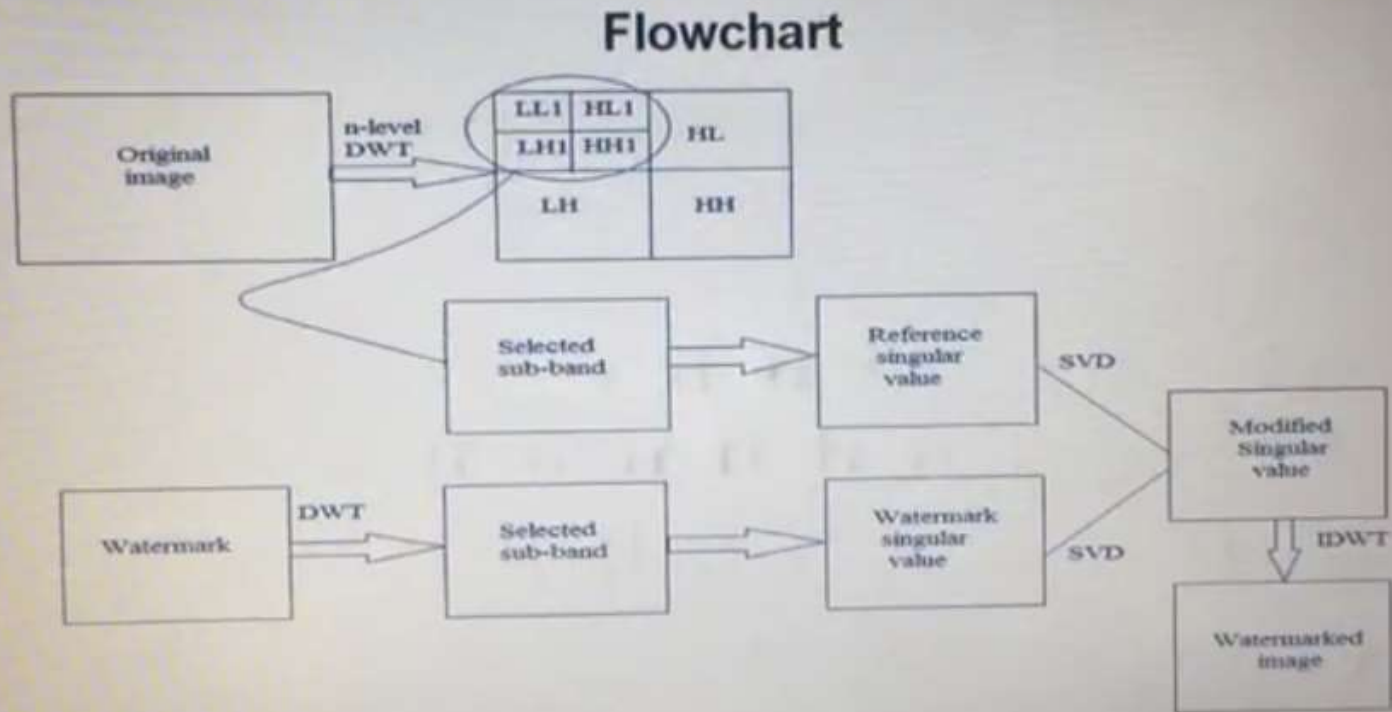 Flowchart
Original
image
n-level
DWT
LL1 HL1
LH1 HH1
HL
LH
HH
Selected
sub-band
Reference
singular
value
SVD
Modified
Singular
value
Watermark
DWT
Selected
sub-band
Watermark
singular
value
SVD
IDWT
Watermarked
image